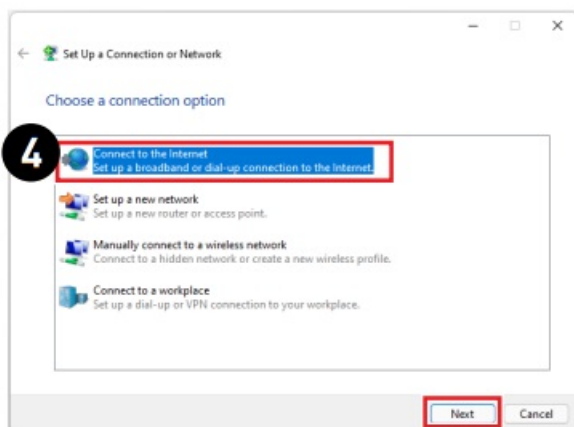 Set Up a Connection or Network
Choose a connection option
4
Connect to the Internet
Set up a broadband or dial-up connection to the Internet.
Set up a new network
Set up a new router or access point.
Manually connect to a wireless network
Connect to a hidden network or create a new wireless profile.
Connect to a workplace
Set up a dial-up or VPN connection to your workplace.
Next Cancel